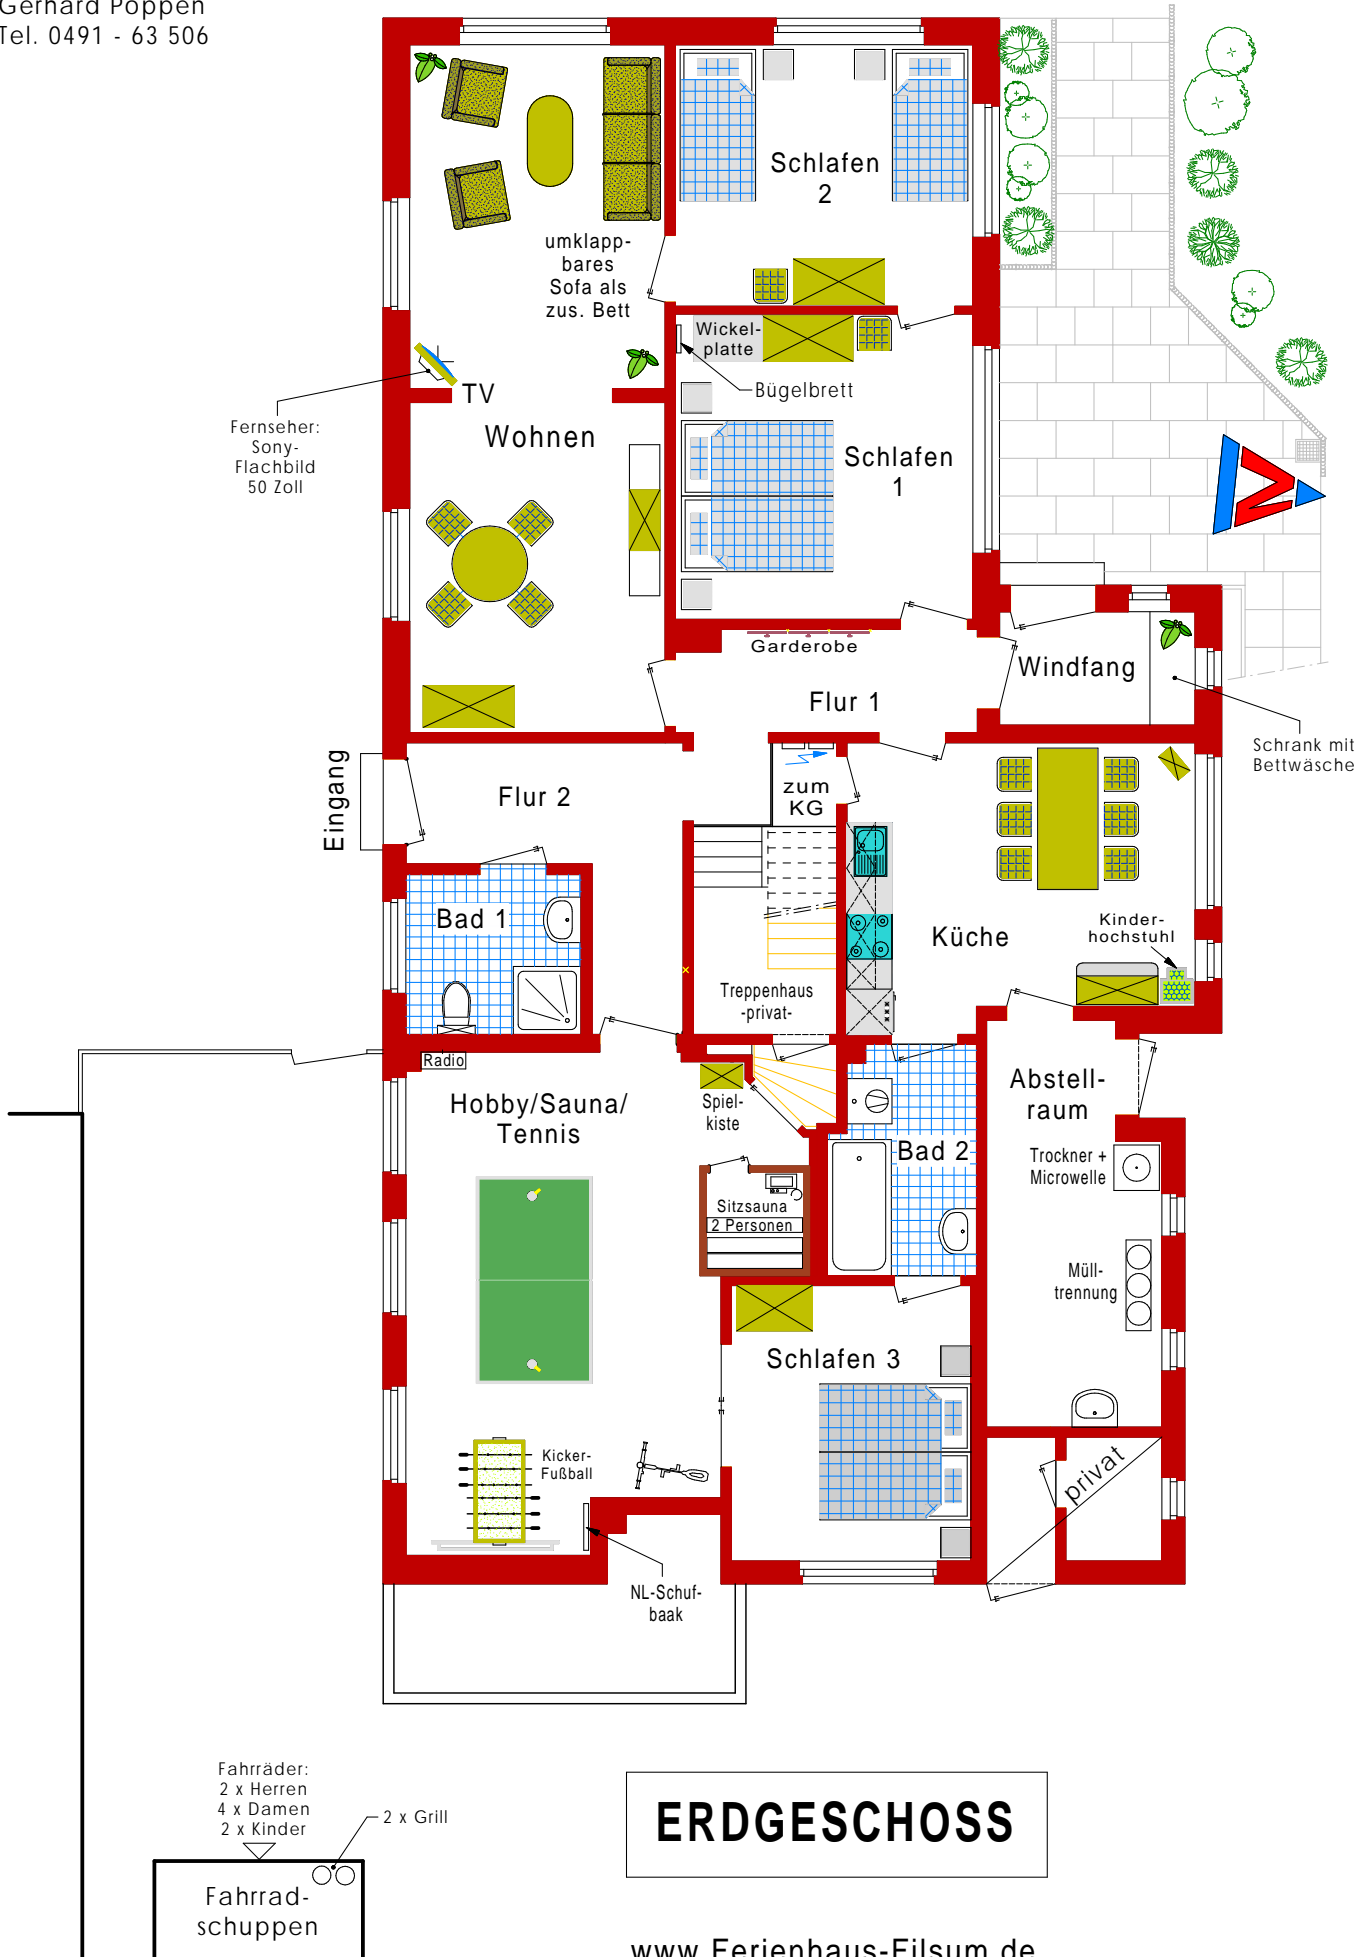 Gerhard Poppen
Tel. 0491 - 63 506
Schlafen
2
umklapp-
bares
Sofa als
zus. Bett
Wickel-
platte
Bügelbrett
TV
Fernseher:
Sony-
Flachbild
50 Zoll
Wohnen
Schlafen
1
Garderobe
Windfang
Flur 1
Schrank mit
Bettwäsche
Eingang
Flur 2
zum
KG
Bad 1
Küche
Kinder-
hochstuhl
Treppenhaus
-privat-
Radio
Hobby/Sauna/
Tennis
Spiel-
kiste
Abstell-
raum
Bad 2
Trockner +
Microwelle
Sitzsauna
2 Personen
Müll-
trennung
Schlafen 3
Kicker-
Fußball
privat
NL-Schuf-
baak
Fahrräder:
2 x Herren
4 x Damen
2 x Kinder
2 x Grill
ERDGESCHOSS
Fahrrad-
schuppen
www.Ferienhaus-Filsum.de